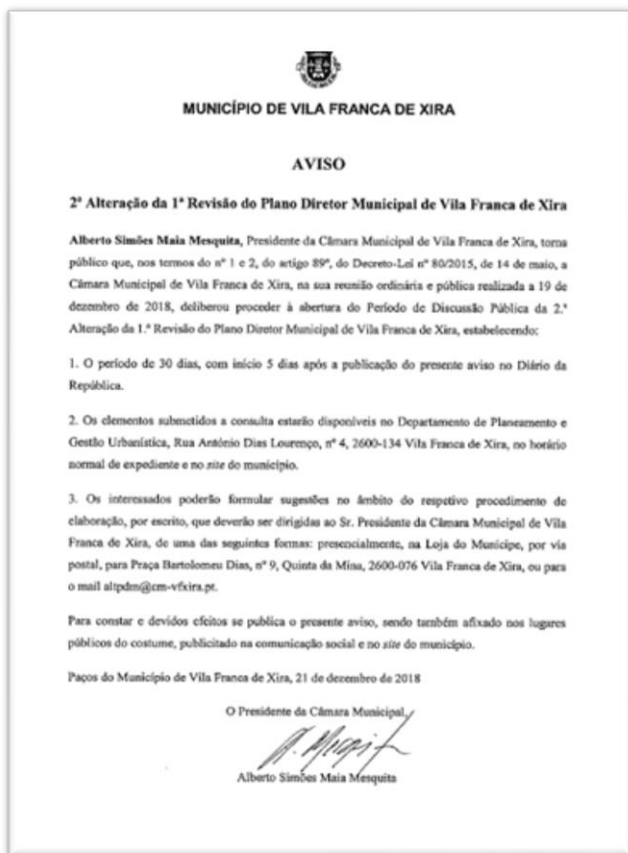 MUNICÍPIO DE VILA FRANCA DE XIRA
AVISO
2ª Alteração da 1ª Revisão do Plano Diretor Municipal de Vila Franca de Xira
Alberto Simões Maia Mesquita, Presidente da Câmara Municipal de Vila Franca de Xira, torna
público que, nos termos do nº 1 e 2, do artigo 89º, do Decreto-Lei nº 80/2015, de 14 de maio, a
Câmara Municipal de Vila Franca de Xira, na sua reunião ordinária e pública realizada a 19 de
dezembro de 2018, deliberou proceder à abertura do Período de Discussão Pública da 2.ª
Alteração da 1.ª Revisão do Plano Diretor Municipal de Vila Franca de Xira, estabelecendo:
1. O período de 30 dias, com início 5 dias após a publicação do presente aviso no Diário da
República.
2. Os elementos submetidos a consulta estarão disponíveis no Departamento de Planeamento e
Gestão Urbanística, Rua António Dias Lourenço, nº 4, 2600-134 Vila Franca de Xira, no horário
normal de expediente e no site do município.
3. Os interessados poderão formular sugestões no âmbito do respetivo procedimento de
elaboração, por escrito, que deverão ser dirigidas ao Sr. Presidente da Câmara Municipal de Vila
Franca de Xira, de uma das seguintes formas: presencialmente, na Loja do Munícipe, por via
postal, para Praça Bartolomeu Dias, nº 9, Quinta da Mina, 2600-076 Vila Franca de Xira, ou para
o mail altpdm@cm-vfxira.pt.
Para constar e devidos efeitos se publica o presente aviso, sendo também afixado nos lugares
públicos do costume, publicitado na comunicação social e no site do município.
Paços do Município de Vila Franca de Xira, 21 de dezembro de 2018
O Presidente da Câmara Municipal,
Alberto Simões Maia Mesquita